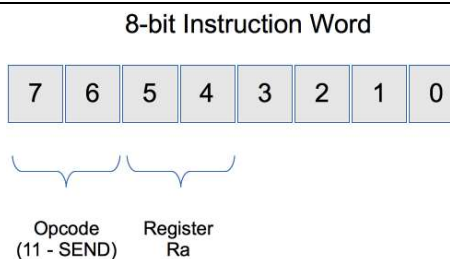 8-bit Instruction Word
7 6 5 4 3 2 1 0
Opcode Register
(11 - SEND) Ra